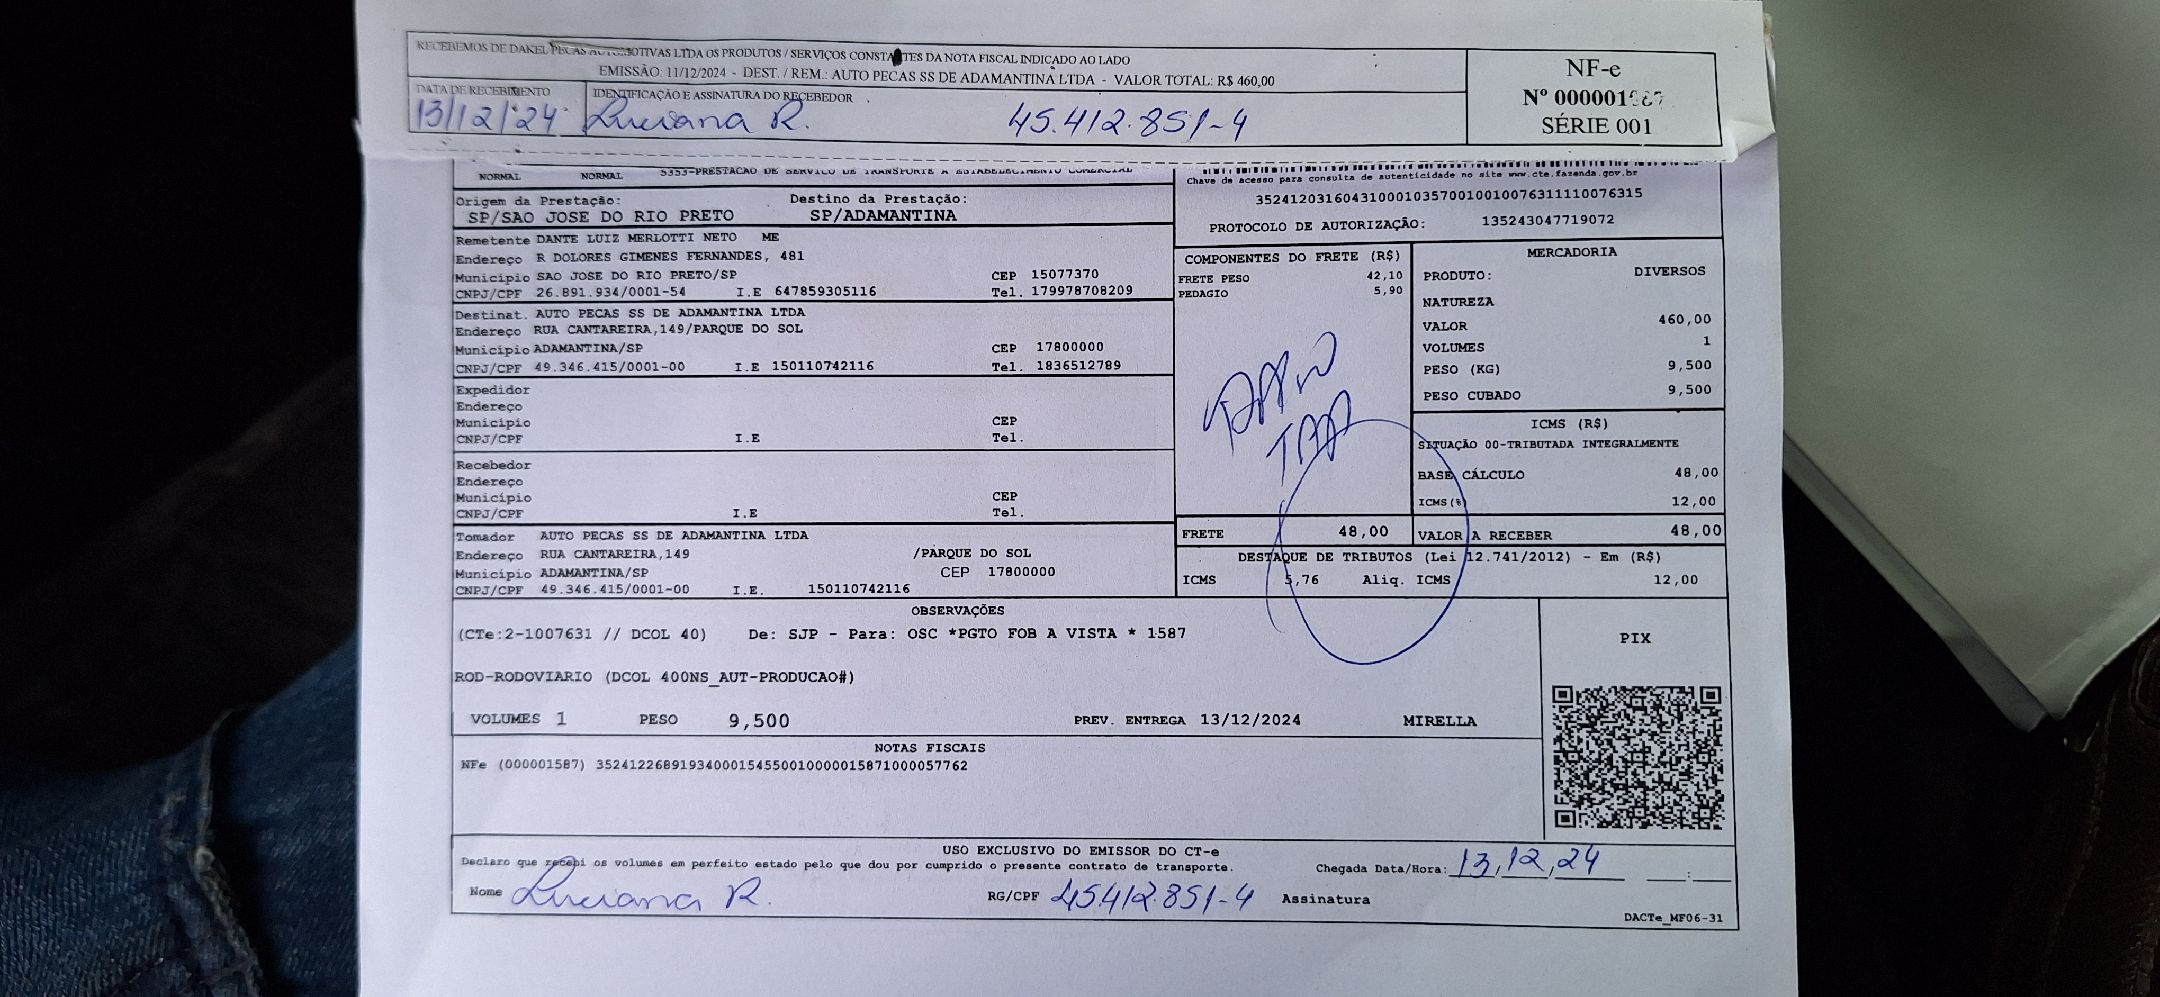 RECEBEMOS DE DAKEL PECAS AUTOMOTIVAS LTDA OS PRODUTOS / SERVIÇOS CONSTANTES DA NOTA FISCAL INDICADO AO LADO
EMISSÃO: 11/12/2024 - DEST. / REM.: AUTO PECAS SS DE ADAMANTINA LTDA - VALOR TOTAL: R$ 460,00
DATA DE RECEBIMENTO IDENTIFICAÇÃO E ASSINATURA DO RECEBEDOR
13/12/24 Luciana R. 45.412.851-4
NF-e
Nº 000001587
SÉRIE 001
NORMAL NORMAL 5353-PRESTACAO DE SERVICO DE TRANSPORTE A ESTABELECIMENTO COMERCIAL
Chave de acesso para consulta de autenticidade no site www.cte.fazenda.gov.br
35241203160431000103570010010076311110076315
PROTOCOLO DE AUTORIZAÇÃO: 135243047719072
Origem da Prestação: Destino da Prestação:
SP/SAO JOSE DO RIO PRETO SP/ADAMANTINA
Remetente DANTE LUIZ MERLOTTI NETO ME
Endereço R DOLORES GIMENES FERNANDES, 481
Município SAO JOSE DO RIO PRETO/SP CEP 15077370
CNPJ/CPF 26.891.934/0001-54 I.E 647859305116 Tel. 179978708209
Destinat. AUTO PECAS SS DE ADAMANTINA LTDA
Endereço RUA CANTAREIRA,149/PARQUE DO SOL
Município ADAMANTINA/SP CEP 17800000
CNPJ/CPF 49.346.415/0001-00 I.E 150110742116 Tel. 1836512789
Expedidor
Endereço
Município CEP
CNPJ/CPF I.E Tel.
Recebedor
Endereço
Município CEP
CNPJ/CPF I.E Tel.
Tomador AUTO PECAS SS DE ADAMANTINA LTDA
Endereço RUA CANTAREIRA,149 /PARQUE DO SOL
Município ADAMANTINA/SP CEP 17800000
CNPJ/CPF 49.346.415/0001-00 I.E. 150110742116
COMPONENTES DO FRETE (R$)
FRETE PESO 42,10
PEDAGIO 5,90
FRETE 48,00
MERCADORIA
PRODUTO: DIVERSOS
NATUREZA
VALOR 460,00
VOLUMES 1
PESO (KG) 9,500
PESO CUBADO 9,500
ICMS (R$)
SITUAÇÃO 00-TRIBUTADA INTEGRALMENTE
BASE CÁLCULO 48,00
ICMS(%) 12,00
VALOR A RECEBER 48,00
DESTAQUE DE TRIBUTOS (Lei 12.741/2012) - Em (R$)
ICMS 5,76 Aliq. ICMS 12,00
OBSERVAÇÕES
(CTe:2-1007631 // DCOL 40) De: SJP - Para: OSC *PGTO FOB A VISTA * 1587
ROD-RODOVIARIO (DCOL 400NS_AUT-PRODUCAO#)
VOLUMES 1 PESO 9,500 PREV. ENTREGA 13/12/2024 MIRELLA
PIX
NOTAS FISCAIS
NFe (000001587) 35241226891934000154550010000015871000057762
USO EXCLUSIVO DO EMISSOR DO CT-e
Declaro que recebi os volumes em perfeito estado pelo que dou por cumprido o presente contrato de transporte.
Chegada Data/Hora: 13,12,24 __:__
Nome Luciana R. RG/CPF 45.412.851-4 Assinatura
DACTe_MF06-31